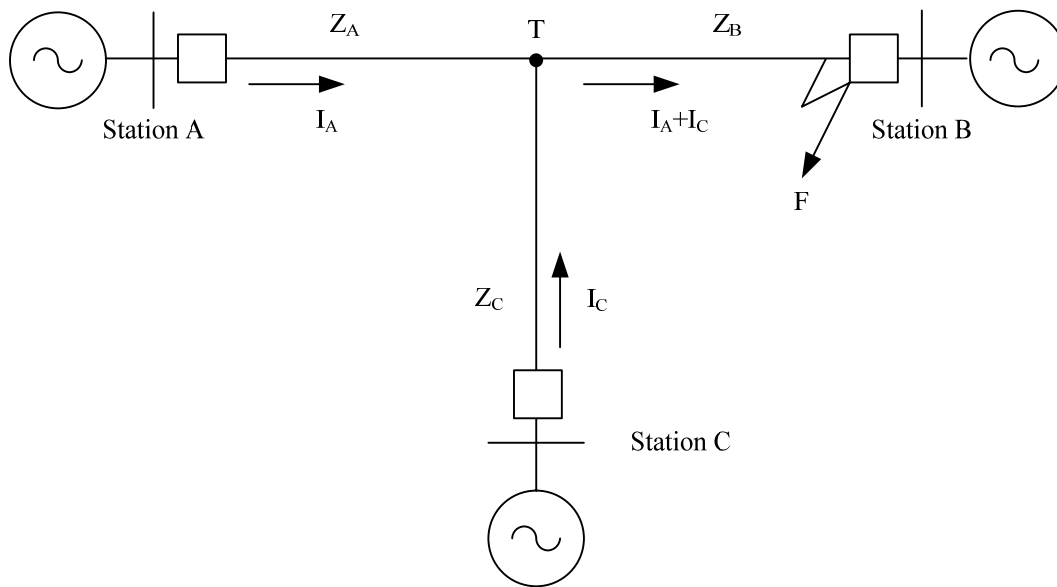 Z_A
T
Z_B
I_A
I_A+I_C
Station A
Station B
F
Z_C
I_C
Station C